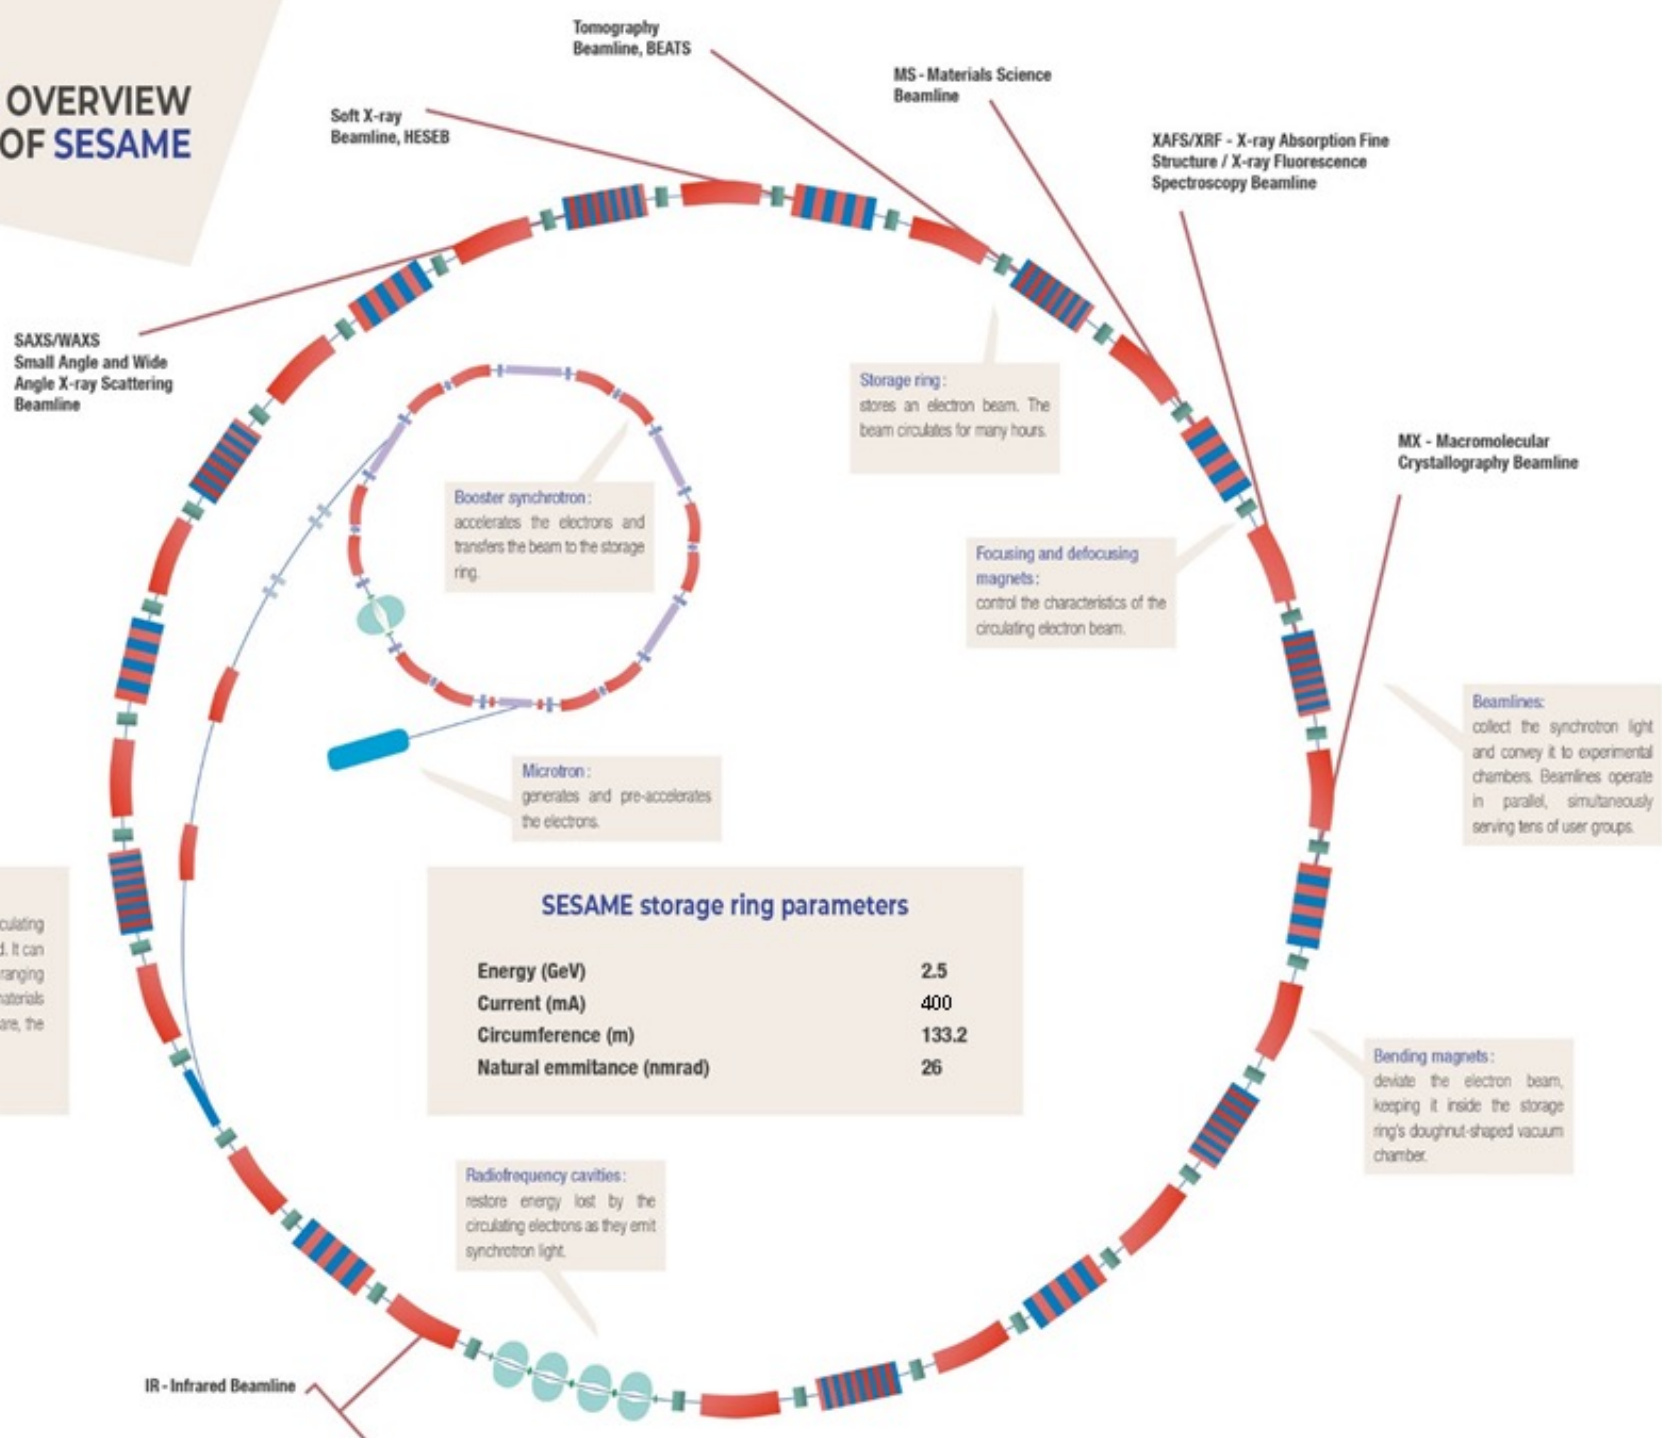 OVERVIEW
OF SESAME
Tomography
Beamline, BEATS
MS - Materials Science
Beamline
Soft X-ray
Beamline, HESEB
XAFS/XRF - X-ray Absorption Fine
Structure / X-ray Fluorescence
Spectroscopy Beamline
SAXS/WAXS
Small Angle and Wide
Angle X-ray Scattering
Beamline
Storage ring:
stores an electron beam. The
beam circulates for many hours.
MX - Macromolecular
Crystallography Beamline
Booster synchrotron:
accelerates the electrons and
transfers the beam to the storage
ring.
Focusing and defocusing
magnets:
control the characteristics of the
circulating electron beam.
Beamlines:
collect the synchrotron light
and convey it to experimental
chambers. Beamlines operate
in parallel, simultaneously
serving tens of user groups.
Microtron:
generates and pre-accelerates
the electrons.
SESAME storage ring parameters
Energy (GeV) 2.5
Current (mA) 400
Circumference (m) 133.2
Natural emmitance (nmrad) 26
culating
d. It can
ranging
naterials
are, the
Bending magnets:
deviate the electron beam,
keeping it inside the storage
ring's doughnut-shaped vacuum
chamber.
Radiofrequency cavities:
restore energy lost by the
circulating electrons as they emit
synchrotron light.
IR - Infrared Beamline